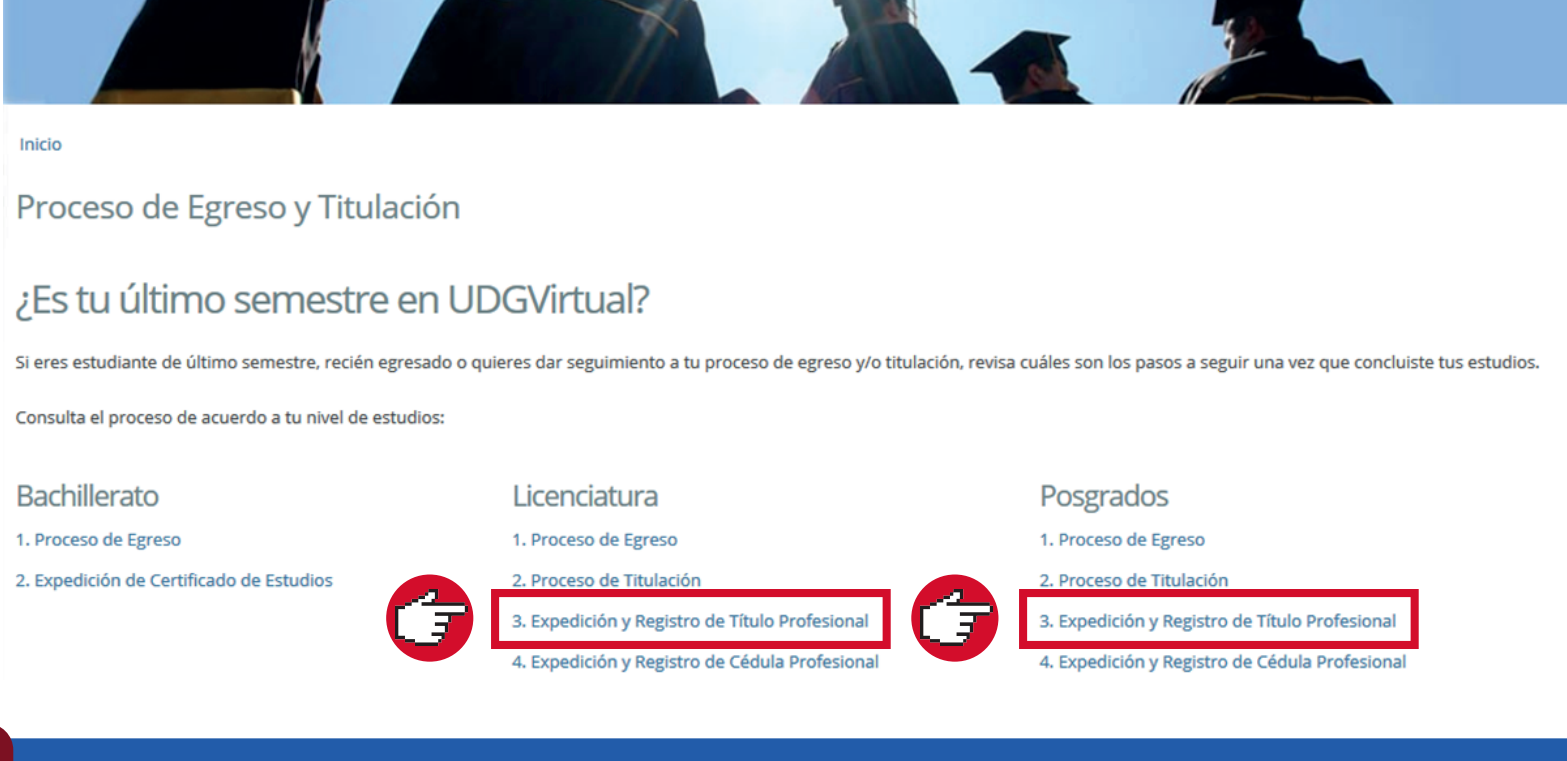 Inicio
Proceso de Egreso y Titulación
¿Es tu último semestre en UDGVirtual?
Si eres estudiante de último semestre, recién egresado o quieres dar seguimiento a tu proceso de egreso y/o titulación, revisa cuáles son los pasos a seguir una vez que concluiste tus estudios.
Consulta el proceso de acuerdo a tu nivel de estudios:
Bachillerato
1. Proceso de Egreso
2. Expedición de Certificado de Estudios
Licenciatura
1. Proceso de Egreso
2. Proceso de Titulación
3. Expedición y Registro de Título Profesional
4. Expedición y Registro de Cédula Profesional
Posgrados
1. Proceso de Egreso
2. Proceso de Titulación
3. Expedición y Registro de Título Profesional
4. Expedición y Registro de Cédula Profesional